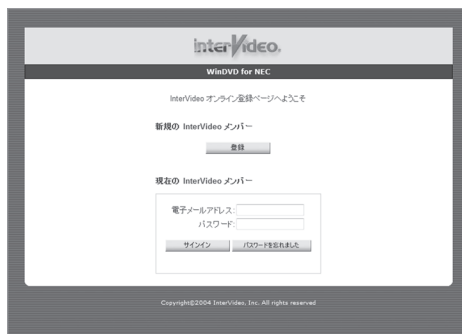 InterVideo.
WinDVD for NEC
InterVideo オンライン登録ページへようこそ
新規の InterVideo メンバー
登録
現在の InterVideo メンバー
電子メールアドレス:
パスワード:
サインイン パスワードを忘れました
Copyright©2004 InterVideo, Inc. All rights reserved